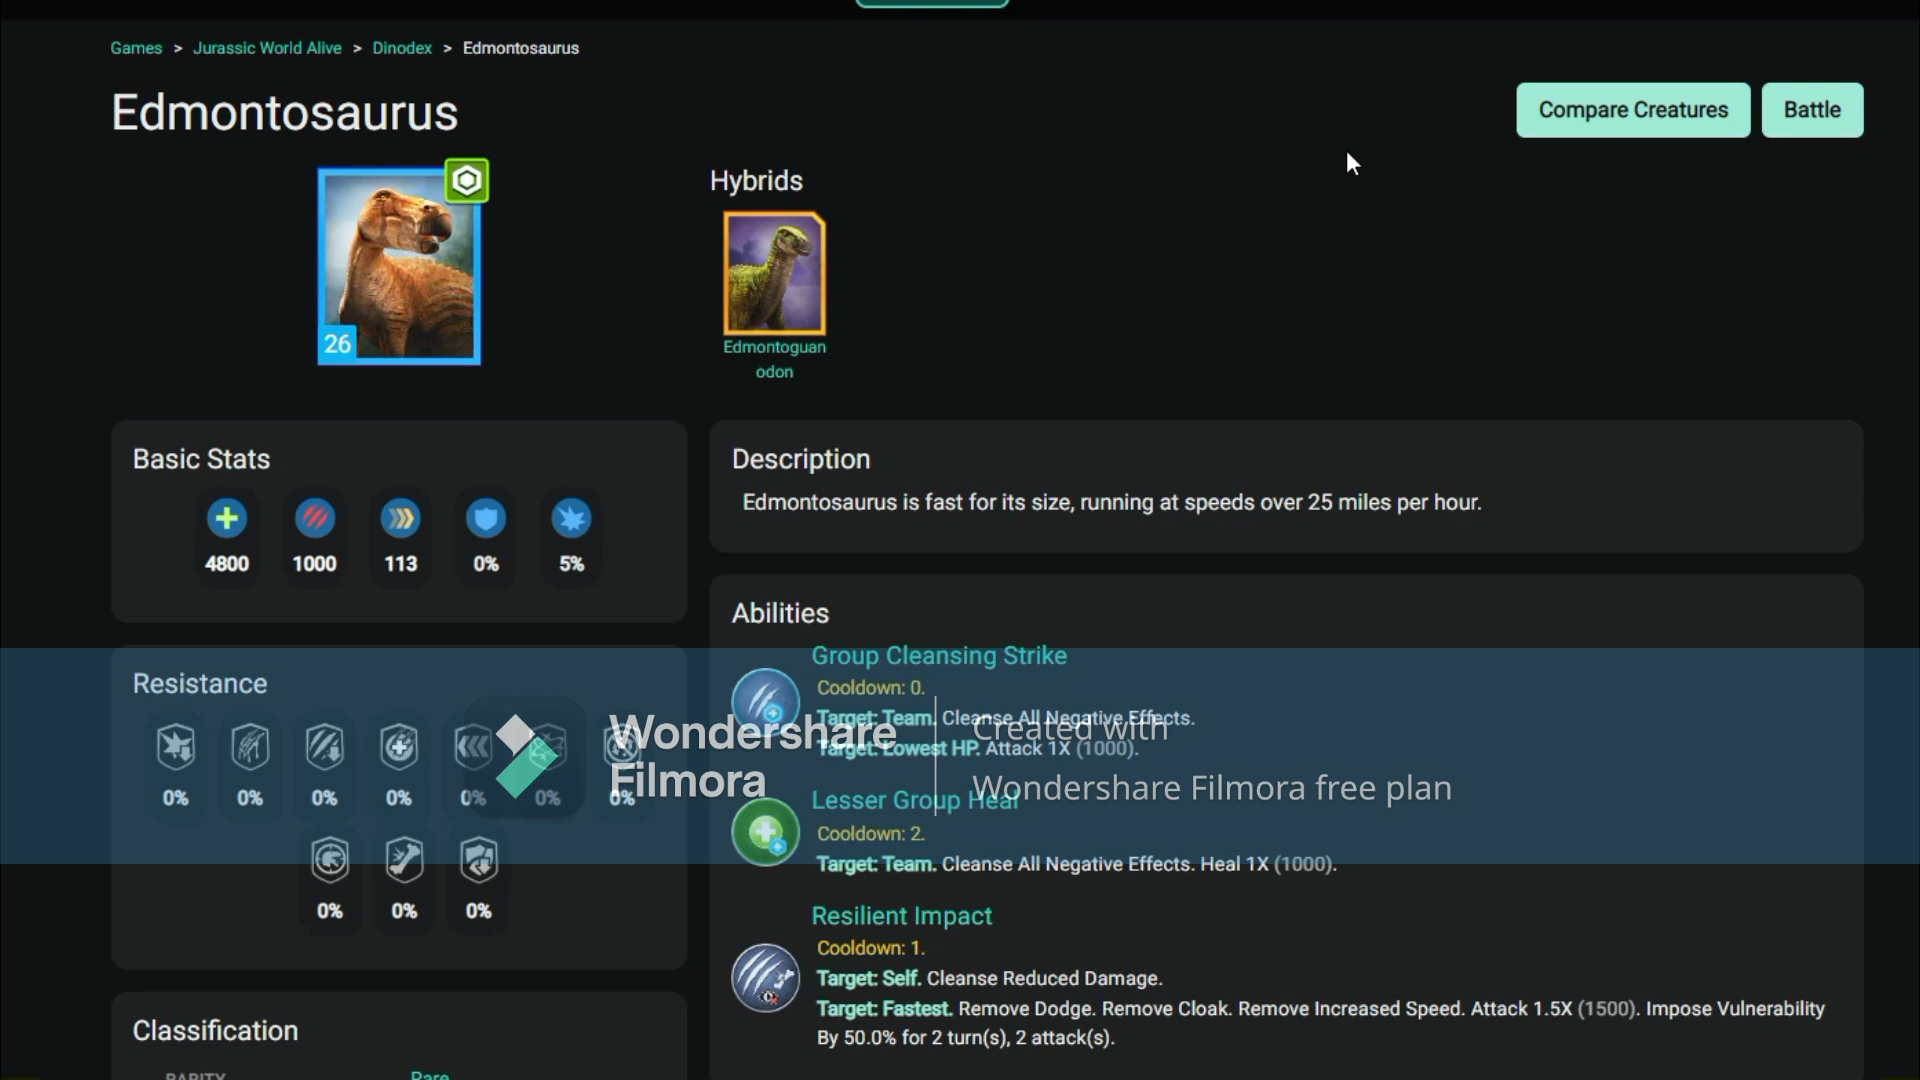 Games > Jurassic World Alive > Dinodex > Edmontosaurus
Edmontosaurus
Compare Creatures
Battle
26
Hybrids
Edmontoguan
odon
Basic Stats
4800 1000 113 0% 5%
Description
Edmontosaurus is fast for its size, running at speeds over 25 miles per hour.
Resistance
0% 0% 0% 0% 0% 0% 0%
0% 0% 0%
Abilities
Group Cleansing Strike
Cooldown: 0.
Target: Team. Cleanse All Negative Effects.
Target: Lowest HP. Attack 1X (1000).
Lesser Group Heal
Cooldown: 2.
Target: Team. Cleanse All Negative Effects. Heal 1X (1000).
Resilient Impact
Cooldown: 1.
Target: Self. Cleanse Reduced Damage.
Target: Fastest. Remove Dodge. Remove Cloak. Remove Increased Speed. Attack 1.5X (1500). Impose Vulnerability
By 50.0% for 2 turn(s), 2 attack(s).
Wondershare
Filmora
Created with
Wondershare Filmora free plan
Classification
RARITY Rare